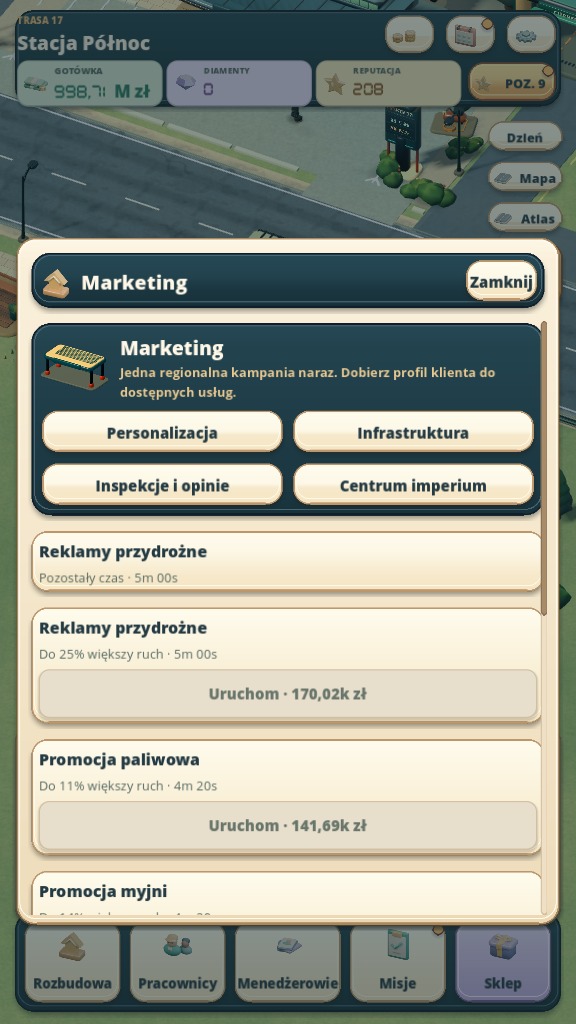 TRASA 17
Stacja Północ
GOTÓWKA
998,71 M zł
DIAMENTY
0
REPUTACJA
208
POZ. 9
Dzień
Mapa
Atlas
Marketing
Zamknij
Marketing
Jedna regionalna kampania naraz. Dobierz profil klienta do
dostępnych usług.
Personalizacja
Infrastruktura
Inspekcje i opinie
Centrum imperium
Reklamy przydrożne
Pozostały czas · 5m 00s
Reklamy przydrożne
Do 25% większy ruch · 5m 00s
Uruchom · 170,02k zł
Promocja paliwowa
Do 11% większy ruch · 4m 20s
Uruchom · 141,69k zł
Promocja myjni
Rozbudowa
Pracownicy
Menedżerowie
Misje
Sklep